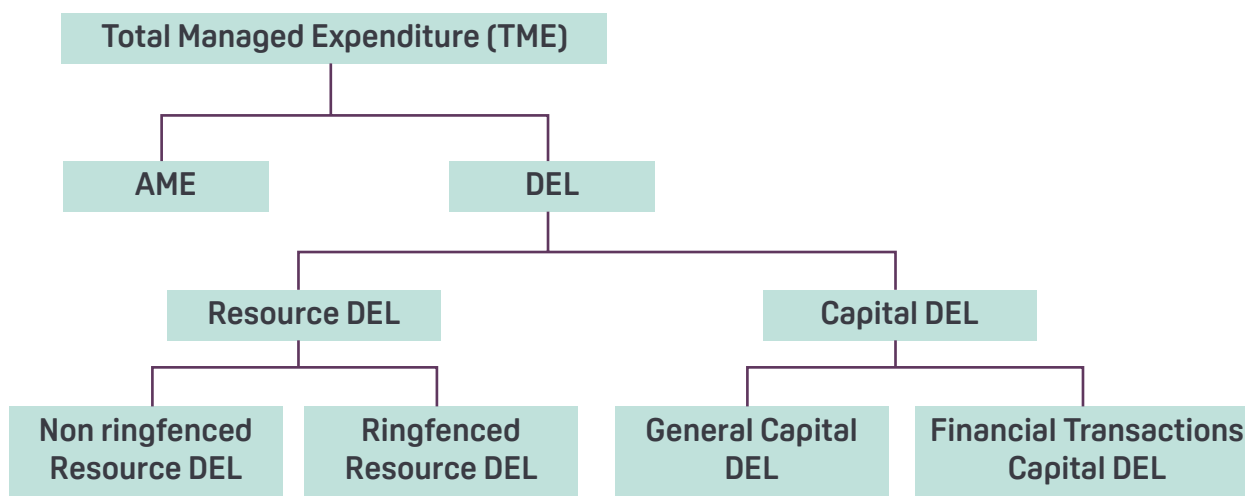 Total Managed Expenditure (TME)
AME
DEL
Resource DEL
Capital DEL
Non ringfenced
Resource DEL
Ringfenced
Resource DEL
General Capital
DEL
Financial Transactions
Capital DEL